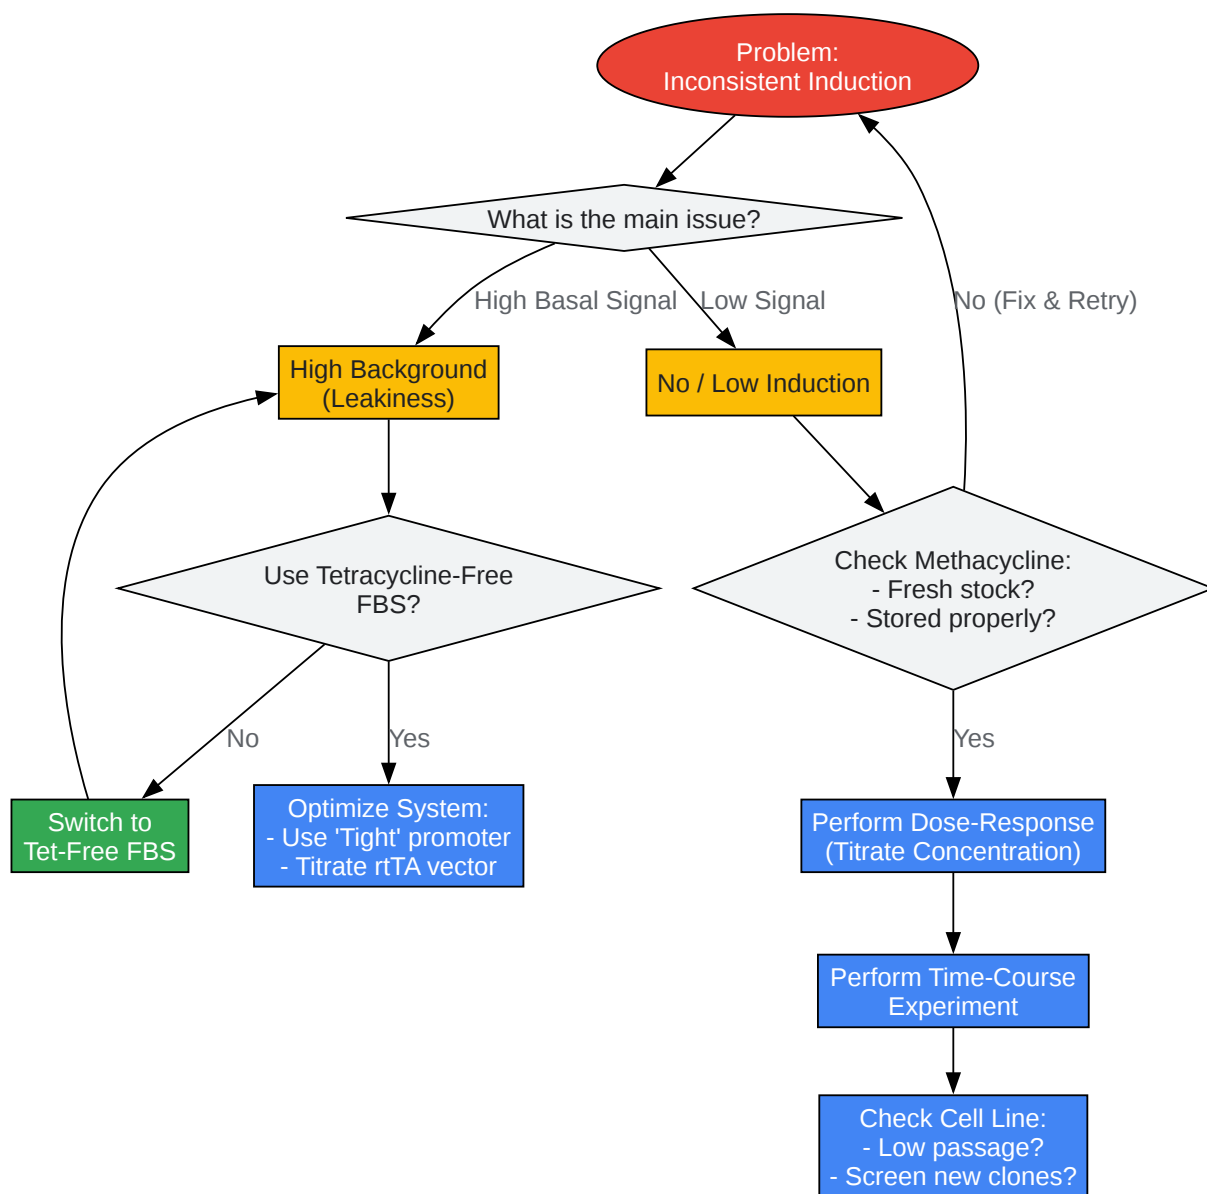 Problem:
Inconsistent Induction
What is the main issue?
High Basal Signal
Low Signal
No (Fix & Retry)
High Background
(Leakiness)
No / Low Induction
Use Tetracycline-Free
FBS?
Check Methacycline:
- Fresh stock?
- Stored properly?
No
Yes
Yes
Switch to
Tet-Free FBS
Optimize System:
- Use 'Tight' promoter
- Titrate rtTA vector
Perform Dose-Response
(Titrate Concentration)
Perform Time-Course
Experiment
Check Cell Line:
- Low passage?
- Screen new clones?